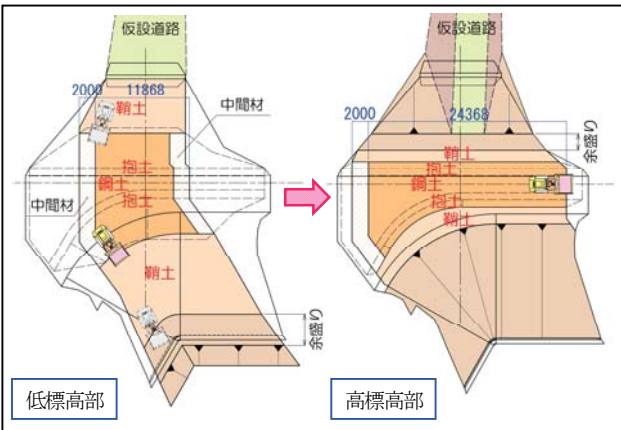 仮設道路
2000 11868
鞘土
中間材
抱土
鋼土
抱土
中間材
鞘土
余盛り
低標高部
仮設道路
2000 24368
余盛り
鞘土
抱土
鋼土
抱土
鞘土
高標高部